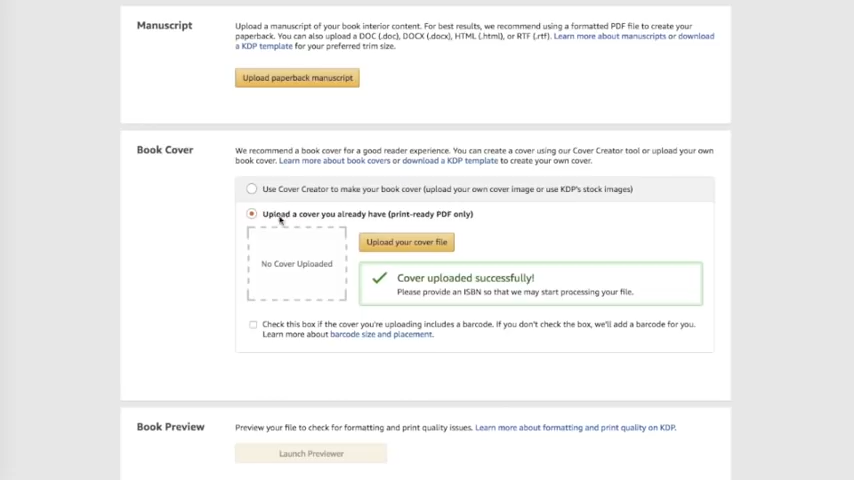 Manuscript
Upload a manuscript of your book interior content. For best results, we recommend using a formatted PDF file to create your
paperback. You can also upload a DOC (.doc), DOCX (.docx), HTML (.html), or RTF (.rtf). Learn more about manuscripts or download
a KDP template for your preferred trim size.
Upload paperback manuscript
Book Cover
We recommend a book cover for a good reader experience. You can create a cover using our Cover Creator tool or upload your own
book cover. Learn more about book covers or download a KDP template to create your own cover.
Use Cover Creator to make your book cover (upload your own cover image or use KDP's stock images)
Upload a cover you already have (print-ready PDF only)
Upload your cover file
No Cover Uploaded
Cover uploaded successfully!
Please provide an ISBN so that we may start processing your file.
Check this box if the cover you're uploading includes a barcode. If you don't check the box, we'll add a barcode for you.
Learn more about barcode size and placement.
Book Preview
Preview your file to check for formatting and print quality issues. Learn more about formatting and print quality on KDP.
Launch Previewer